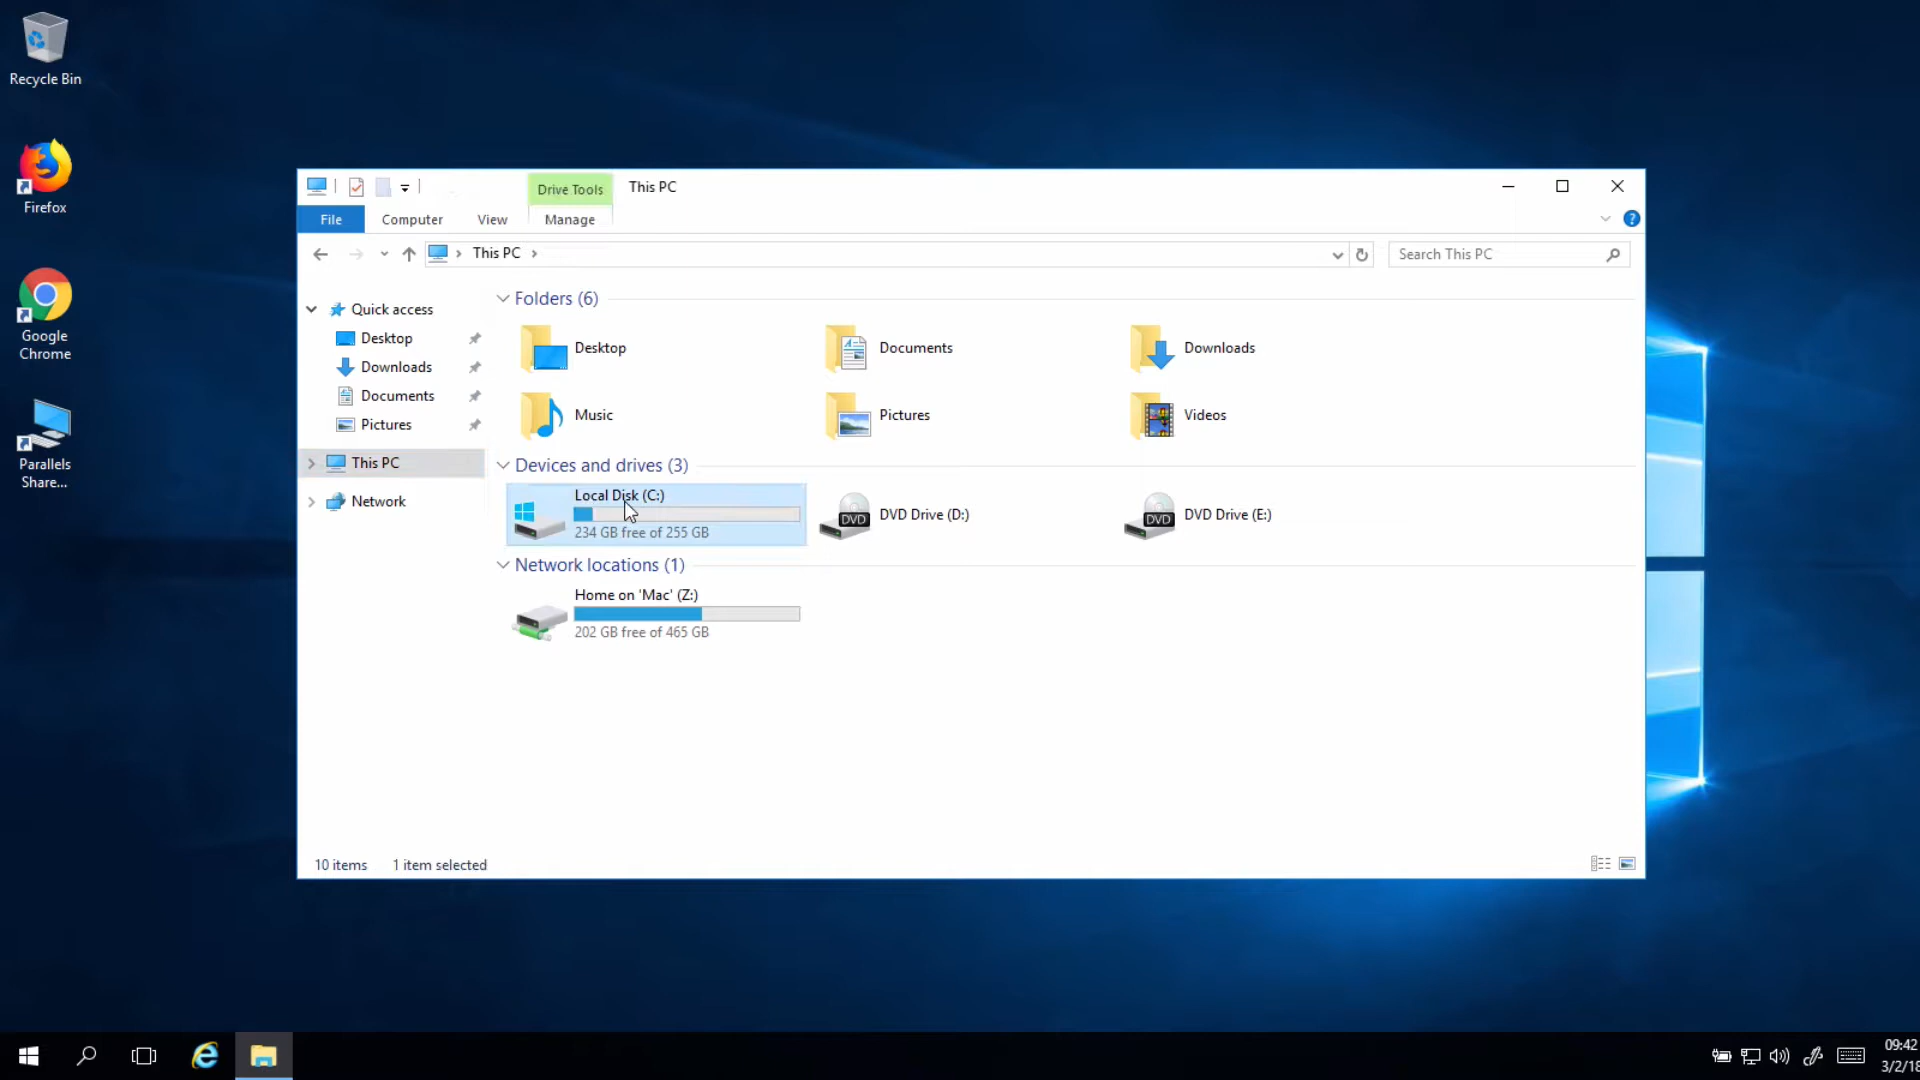 Recycle Bin
Firefox
Google
Chrome
Parallels
Share...
Drive Tools
This PC
File
Computer
View
Manage
?
This PC
Search This PC
Quick access
Desktop
Downloads
Documents
Pictures
This PC
Network
Folders (6)
Desktop
Documents
Downloads
Music
Pictures
Videos
Devices and drives (3)
Local Disk (C:)
234 GB free of 255 GB
DVD
DVD Drive (D:)
DVD
DVD Drive (E:)
Network locations (1)
Home on 'Mac' (Z:)
202 GB free of 465 GB
10 items
1 item selected
09:42
3/2/18